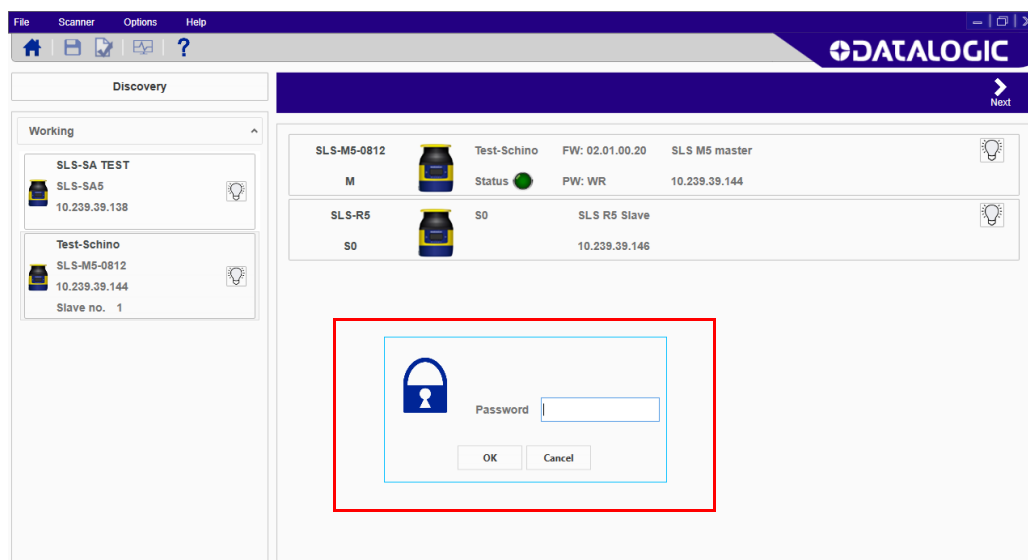 File Scanner Options Help
?
DATALOGIC
Discovery
Next
Working
SLS-SA TEST
SLS-SA5
10.239.39.138
Test-Schino
SLS-M5-0812
10.239.39.144
Slave no. 1
SLS-M5-0812 Test-Schino FW: 02.01.00.20 SLS M5 master
M Status PW: WR 10.239.39.144
SLS-R5 S0 SLS R5 Slave
S0 10.239.39.146
Password
OK Cancel